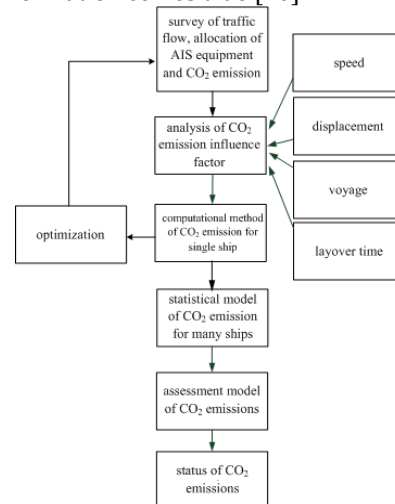 survey of traffic
flow, allocation of
AIS equipment
and CO₂ emission
speed
analysis of CO₂
emission influence
factor
displacement
voyage
computational method
of CO₂ emission for
single ship
optimization
layover time
statistical model
of CO₂ emission
for many ships
assessment model
of CO₂ emissions
status of CO₂
emissions